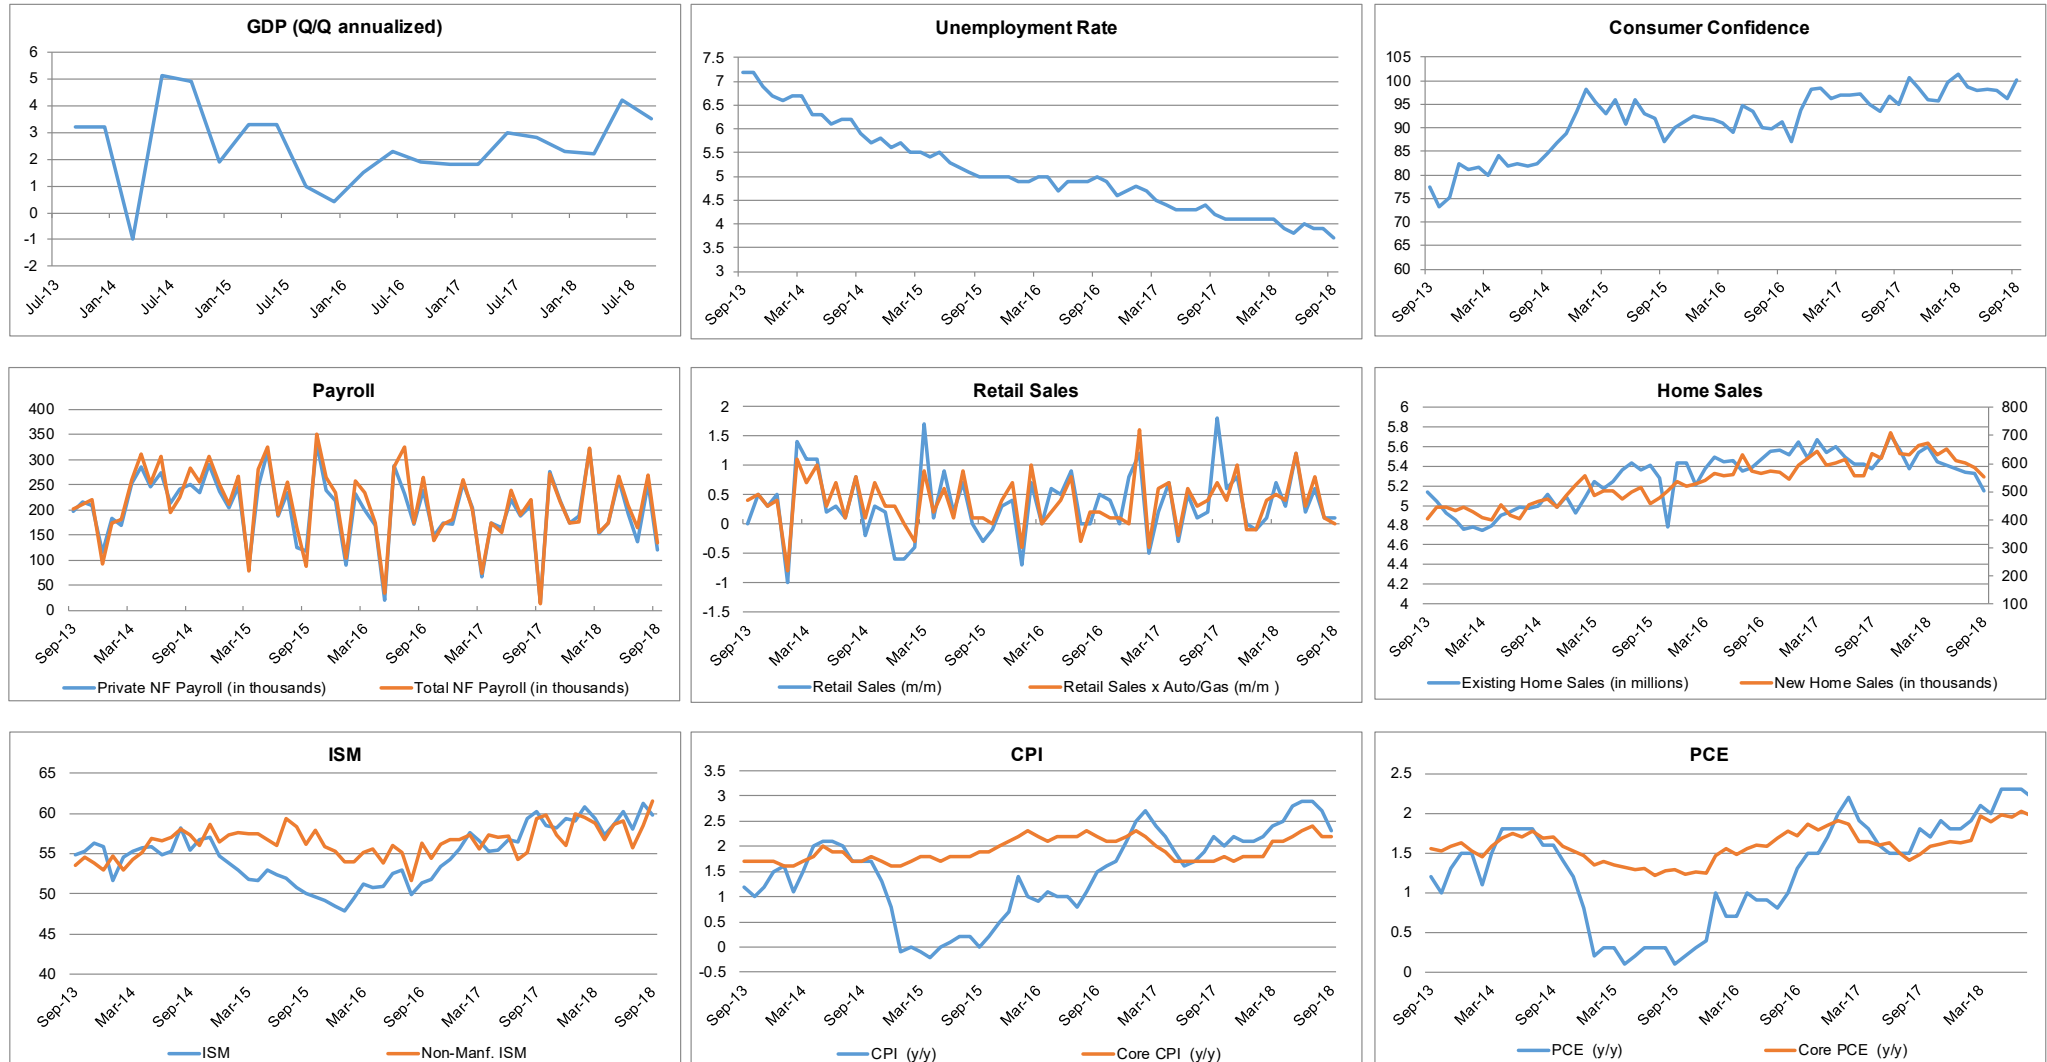 GDP (Q/Q annualized)
6
5
4
3
2
1
0
-1
-2
Jul-13
Jan-14
Jul-14
Jan-15
Jul-15
Jan-16
Jul-16
Jan-17
Jul-17
Jan-18
Jul-18
Unemployment Rate
7.5
7
6.5
6
5.5
5
4.5
4
3.5
3
Sep-13
Mar-14
Sep-14
Mar-15
Sep-15
Mar-16
Sep-16
Mar-17
Sep-17
Mar-18
Sep-18
Consumer Confidence
105
100
95
90
85
80
75
70
65
60
Sep-13
Mar-14
Sep-14
Mar-15
Sep-15
Mar-16
Sep-16
Mar-17
Sep-17
Mar-18
Sep-18
Payroll
400
350
300
250
200
150
100
50
0
Sep-13
Mar-14
Sep-14
Mar-15
Sep-15
Mar-16
Sep-16
Mar-17
Sep-17
Mar-18
Sep-18
Private NF Payroll (in thousands)
Total NF Payroll (in thousands)
Retail Sales
2
1.5
1
0.5
0
-0.5
-1
-1.5
Sep-13
Mar-14
Sep-14
Mar-15
Sep-15
Mar-16
Sep-16
Mar-17
Sep-17
Mar-18
Sep-18
Retail Sales (m/m)
Retail Sales x Auto/Gas (m/m )
Home Sales
6
5.8
5.6
5.4
5.2
5
4.8
4.6
4.4
4.2
4
800
700
600
500
400
300
200
100
Sep-13
Mar-14
Sep-14
Mar-15
Sep-15
Mar-16
Sep-16
Mar-17
Sep-17
Mar-18
Sep-18
Existing Home Sales (in millions)
New Home Sales (in thousands)
ISM
65
60
55
50
45
40
Sep-13
Mar-14
Sep-14
Mar-15
Sep-15
Mar-16
Sep-16
Mar-17
Sep-17
Mar-18
Sep-18
ISM
Non-Manf. ISM
CPI
3.5
3
2.5
2
1.5
1
0.5
0
-0.5
Sep-13
Mar-14
Sep-14
Mar-15
Sep-15
Mar-16
Sep-16
Mar-17
Sep-17
Mar-18
Sep-18
CPI (y/y)
Core CPI (y/y)
PCE
2.5
2
1.5
1
0.5
0
Sep-13
Mar-14
Sep-14
Mar-15
Sep-15
Mar-16
Sep-16
Mar-17
Sep-17
Mar-18
PCE (y/y)
Core PCE (y/y)